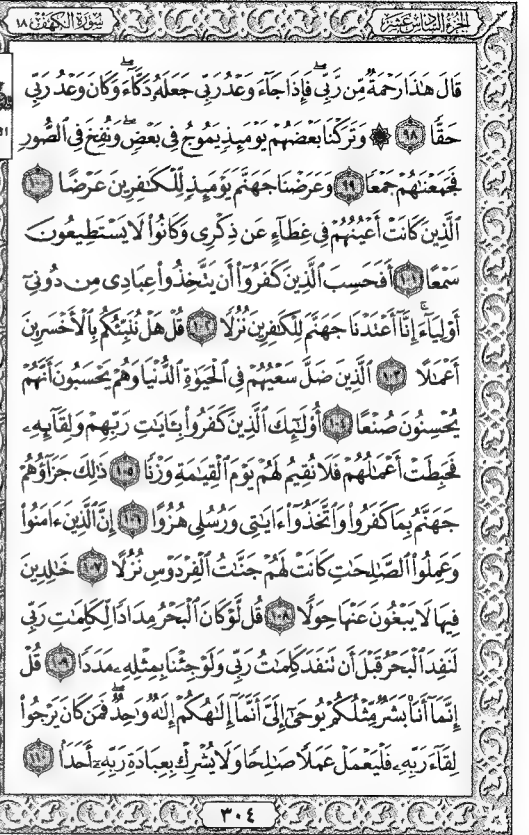 الجزء السادس عشر سورة الكهف ١٨
قَالَ هَٰذَا رَحْمَةٌ مِّن رَّبِّي ۖ فَإِذَا جَآءَ وَعْدُ رَبِّي جَعَلَهُۥ دَكَّآءَ ۖ وَكَانَ وَعْدُ رَبِّي
حَقًّا ٩٨ ۞ وَتَرَكْنَا بَعْضَهُمْ يَوْمَئِذٍ يَمُوجُ فِي بَعْضٍ ۖ وَنُفِخَ فِي ٱلصُّورِ
فَجَمَعْنَٰهُمْ جَمْعًا ٩٩ وَعَرَضْنَا جَهَنَّمَ يَوْمَئِذٍ لِّلْكَٰفِرِينَ عَرْضًا ١٠٠
ٱلَّذِينَ كَانَتْ أَعْيُنُهُمْ فِي غِطَآءٍ عَن ذِكْرِي وَكَانُوا۟ لَا يَسْتَطِيعُونَ
سَمْعًا ١٠١ أَفَحَسِبَ ٱلَّذِينَ كَفَرُوٓا۟ أَن يَتَّخِذُوا۟ عِبَادِي مِن دُونِيٓ
أَوْلِيَآءَ ۚ إِنَّآ أَعْتَدْنَا جَهَنَّمَ لِلْكَٰفِرِينَ نُزُلًا ١٠٢ قُلْ هَلْ نُنَبِّئُكُم بِٱلْأَخْسَرِينَ
أَعْمَٰلًا ١٠٣ ٱلَّذِينَ ضَلَّ سَعْيُهُمْ فِي ٱلْحَيَوٰةِ ٱلدُّنْيَا وَهُمْ يَحْسَبُونَ أَنَّهُمْ
يُحْسِنُونَ صُنْعًا ١٠٤ أُو۟لَٰٓئِكَ ٱلَّذِينَ كَفَرُوا۟ بِـَٔايَٰتِ رَبِّهِمْ وَلِقَآئِهِۦ
فَحَبِطَتْ أَعْمَٰلُهُمْ فَلَا نُقِيمُ لَهُمْ يَوْمَ ٱلْقِيَٰمَةِ وَزْنًا ١٠٥ ذَٰلِكَ جَزَآؤُهُمْ
جَهَنَّمُ بِمَا كَفَرُوا۟ وَٱتَّخَذُوٓا۟ ءَايَٰتِي وَرُسُلِي هُزُوًا ١٠٦ إِنَّ ٱلَّذِينَ ءَامَنُوا۟
وَعَمِلُوا۟ ٱلصَّٰلِحَٰتِ كَانَتْ لَهُمْ جَنَّٰتُ ٱلْفِرْدَوْسِ نُزُلًا ١٠٧ خَٰلِدِينَ
فِيهَا لَا يَبْغُونَ عَنْهَا حِوَلًا ١٠٨ قُل لَّوْ كَانَ ٱلْبَحْرُ مِدَادًا لِّكَلِمَٰتِ رَبِّي
لَنَفِدَ ٱلْبَحْرُ قَبْلَ أَن تَنفَدَ كَلِمَٰتُ رَبِّي وَلَوْ جِئْنَا بِمِثْلِهِۦ مَدَدًا ١٠٩ قُلْ
إِنَّمَآ أَنَا۠ بَشَرٌ مِّثْلُكُمْ يُوحَىٰٓ إِلَيَّ أَنَّمَآ إِلَٰهُكُمْ إِلَٰهٌ وَٰحِدٌ ۖ فَمَن كَانَ يَرْجُوا۟
لِقَآءَ رَبِّهِۦ فَلْيَعْمَلْ عَمَلًا صَٰلِحًا وَلَا يُشْرِكْ بِعِبَادَةِ رَبِّهِۦٓ أَحَدًۢا ١١٠
٣٠٤